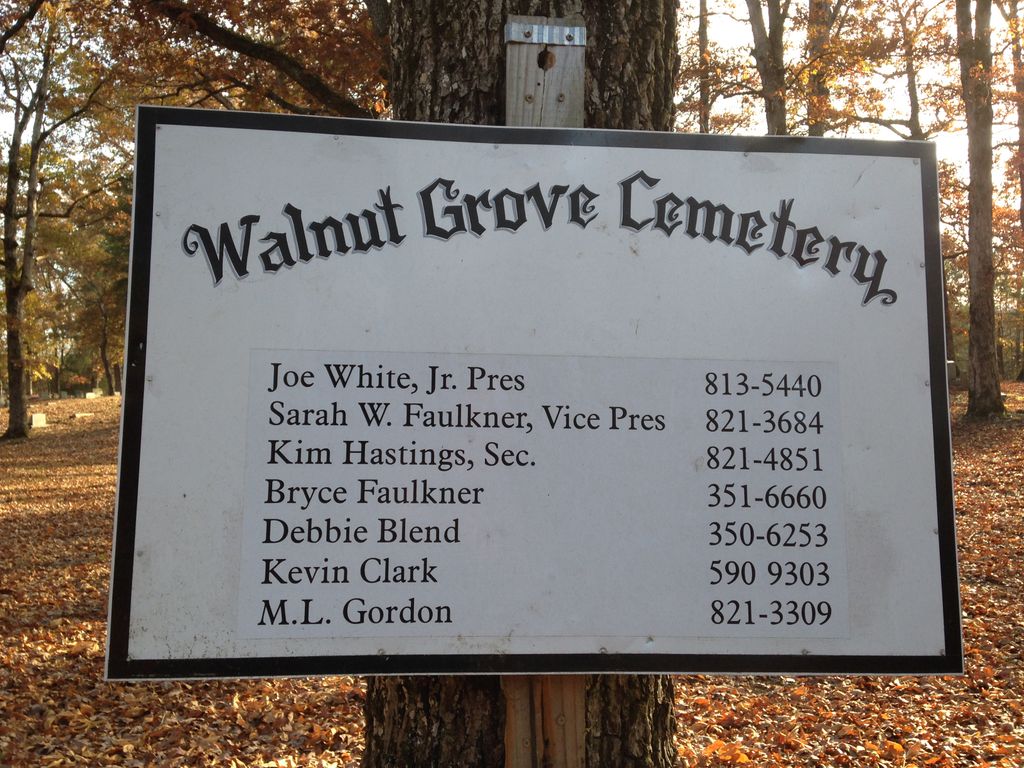 Walnut Grove Cemetery
Joe White, Jr. Pres 813-5440
Sarah W. Faulkner, Vice Pres 821-3684
Kim Hastings, Sec. 821-4851
Bryce Faulkner 351-6660
Debbie Blend 350-6253
Kevin Clark 590 9303
M.L. Gordon 821-3309